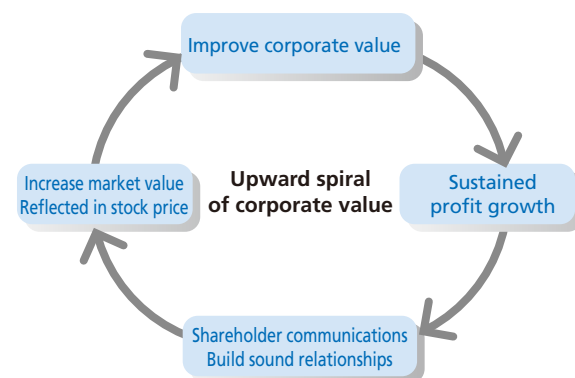 Improve corporate value
Increase market value
Reflected in stock price
Upward spiral
of corporate value
Sustained
profit growth
Shareholder communications
Build sound relationships